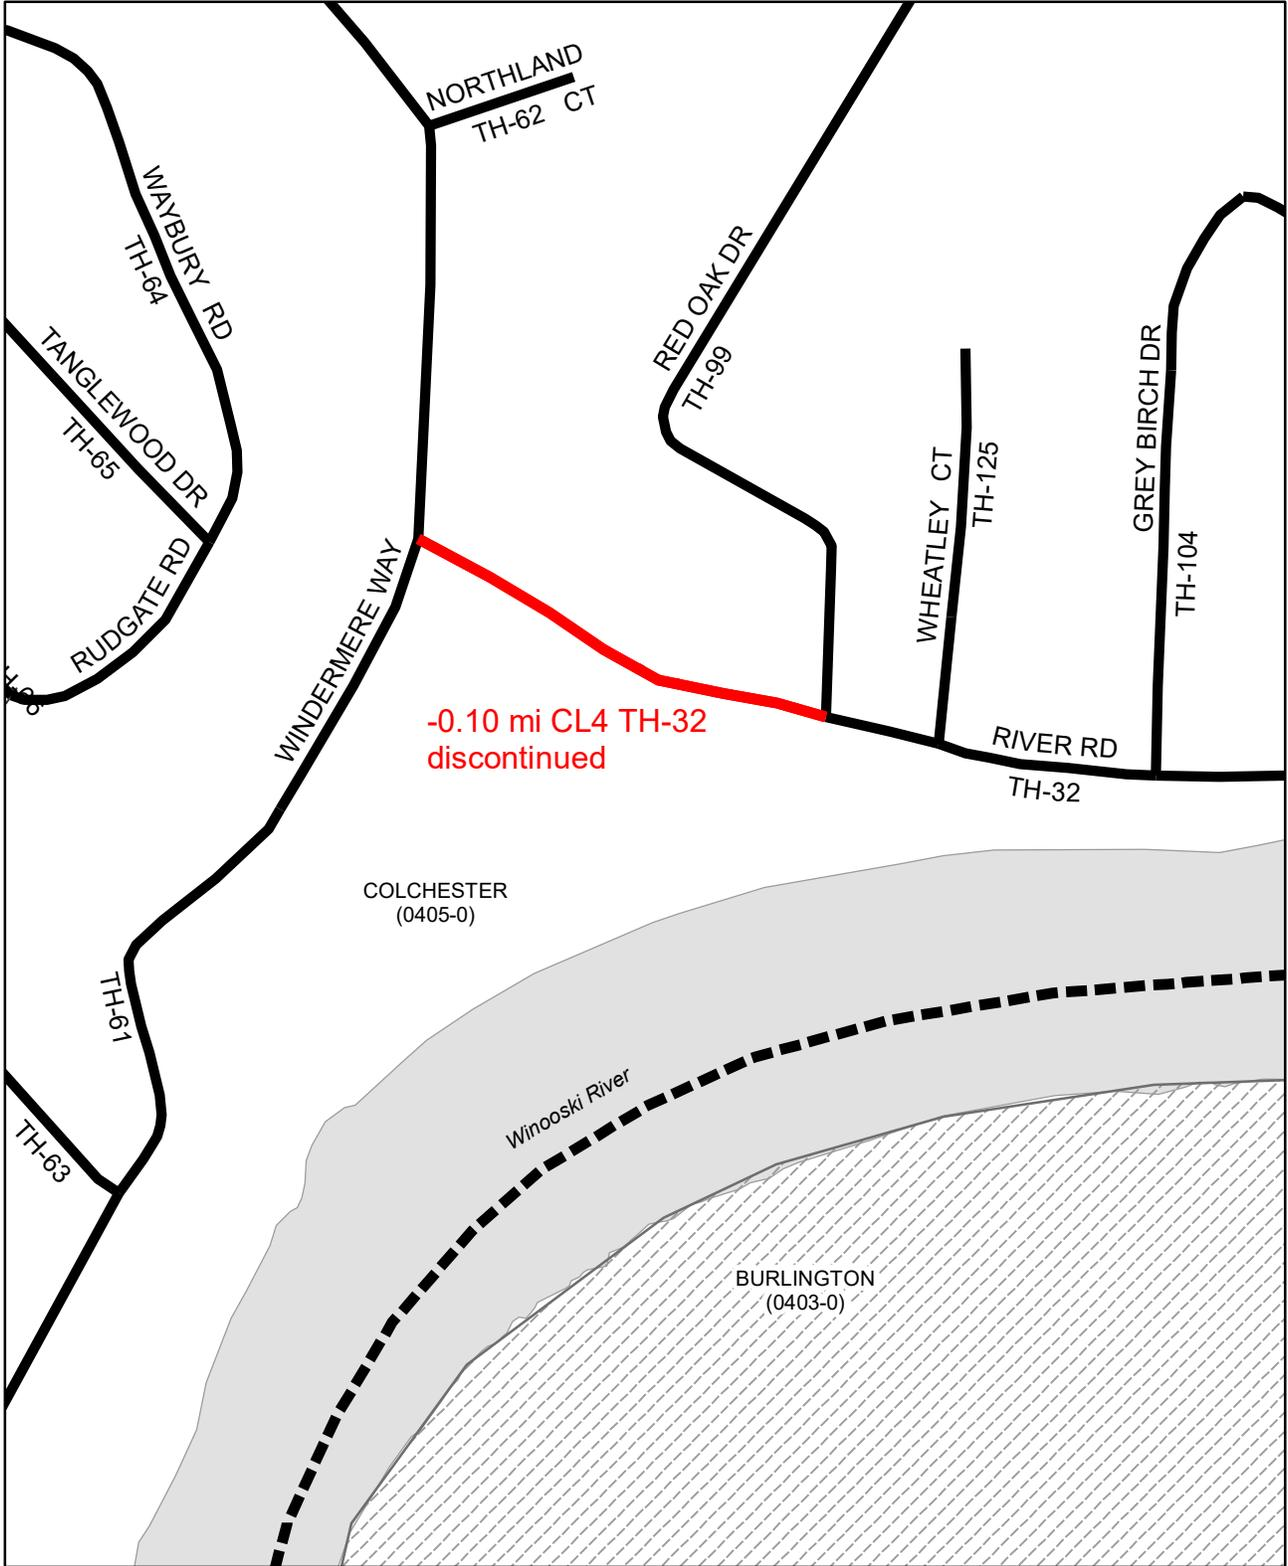 NORTHLAND
TH-62 CT
WAYBURY RD
TH-64
RED OAK DR
TH-99
TANGLEWOOD DR
TH-65
GREY BIRCH DR
TH-104
WHEATLEY CT
TH-125
RUDGATE RD
WINDERMERE WAY
-0.10 mi CL4 TH-32
discontinued
RIVER RD
TH-32
COLCHESTER
(0405-0)
TH-61
Winooski River
TH-63
BURLINGTON
(0403-0)